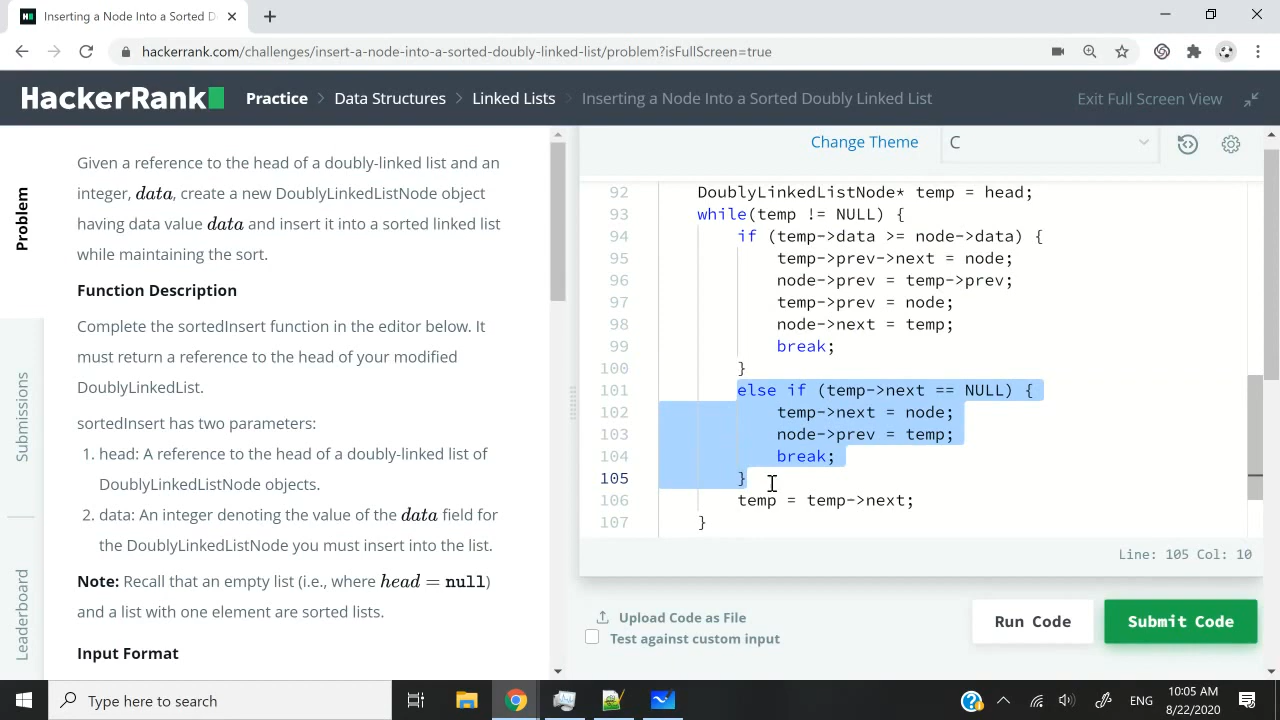 Inserting a Node Into a Sorted D
hackerrank.com/challenges/insert-a-node-into-a-sorted-doubly-linked-list/problem?isFullScreen=true
HackerRank Practice > Data Structures > Linked Lists > Inserting a Node Into a Sorted Doubly Linked List Exit Full Screen View
Problem
Submissions
Leaderboard
Given a reference to the head of a doubly-linked list and an
integer, data, create a new DoublyLinkedListNode object
having data value data and insert it into a sorted linked list
while maintaining the sort.
Function Description
Complete the sortedInsert function in the editor below. It
must return a reference to the head of your modified
DoublyLinkedList.
sortedInsert has two parameters:
1. head: A reference to the head of a doubly-linked list of
DoublyLinkedListNode objects.
2. data: An integer denoting the value of the data field for
the DoublyLinkedListNode you must insert into the list.
Note: Recall that an empty list (i.e., where head = null)
and a list with one element are sorted lists.
Input Format
Change Theme C
92 DoublyLinkedListNode* temp = head;
93 while(temp != NULL) {
94 if (temp->data >= node->data) {
95 temp->prev->next = node;
96 node->prev = temp->prev;
97 temp->prev = node;
98 node->next = temp;
99 break;
100 }
101 else if (temp->next == NULL) {
102 temp->next = node;
103 node->prev = temp;
104 break;
105 }
106 temp = temp->next;
107 }
Line: 105 Col: 10
Upload Code as File
Test against custom input
Run Code
Submit Code
Type here to search
ENG
10:05 AM
8/22/2020